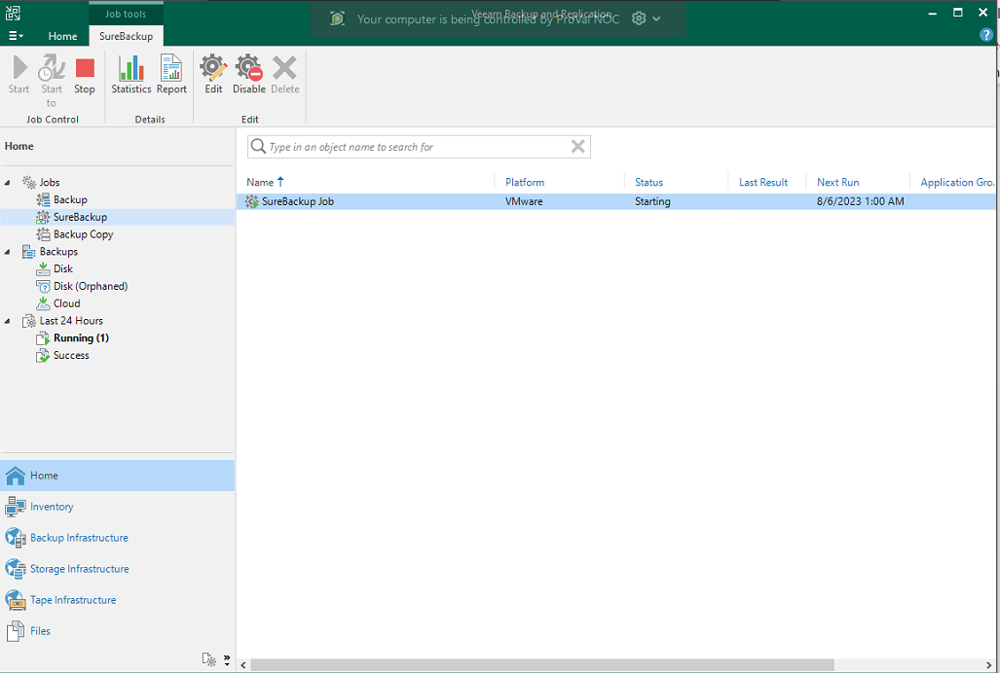 Job tools
Veeam Backup and Replication
Your computer is being controlled by ProVal NOC
Home
SureBackup
Start
Start to
Stop
Statistics
Report
Edit
Disable
Delete
Job Control
Details
Edit
Home
Type in an object name to search for
Jobs
Backup
SureBackup
Backup Copy
Backups
Disk
Disk (Orphaned)
Cloud
Last 24 Hours
Running (1)
Success
Name Platform Status Last Result Next Run Application Gro...
SureBackup Job VMware Starting 8/6/2023 1:00 AM
Home
Inventory
Backup Infrastructure
Storage Infrastructure
Tape Infrastructure
Files